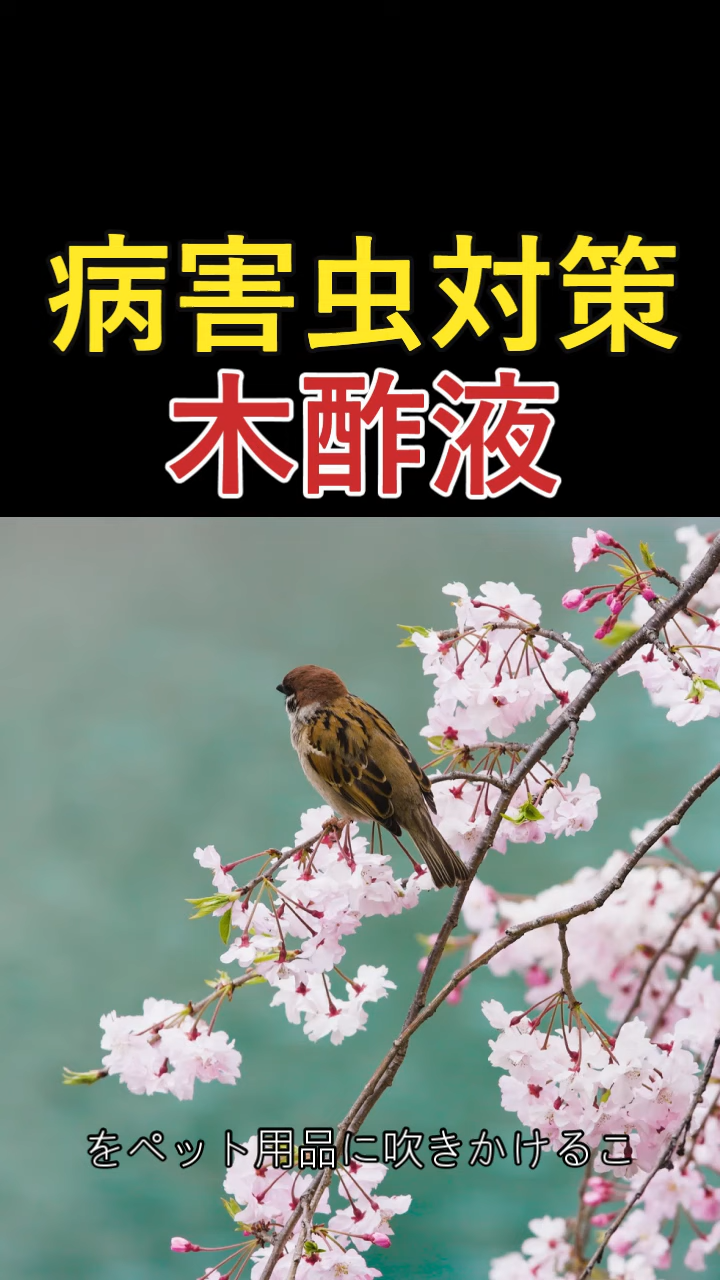 病害虫対策
木酢液
をペット用品に吹きかけるこ